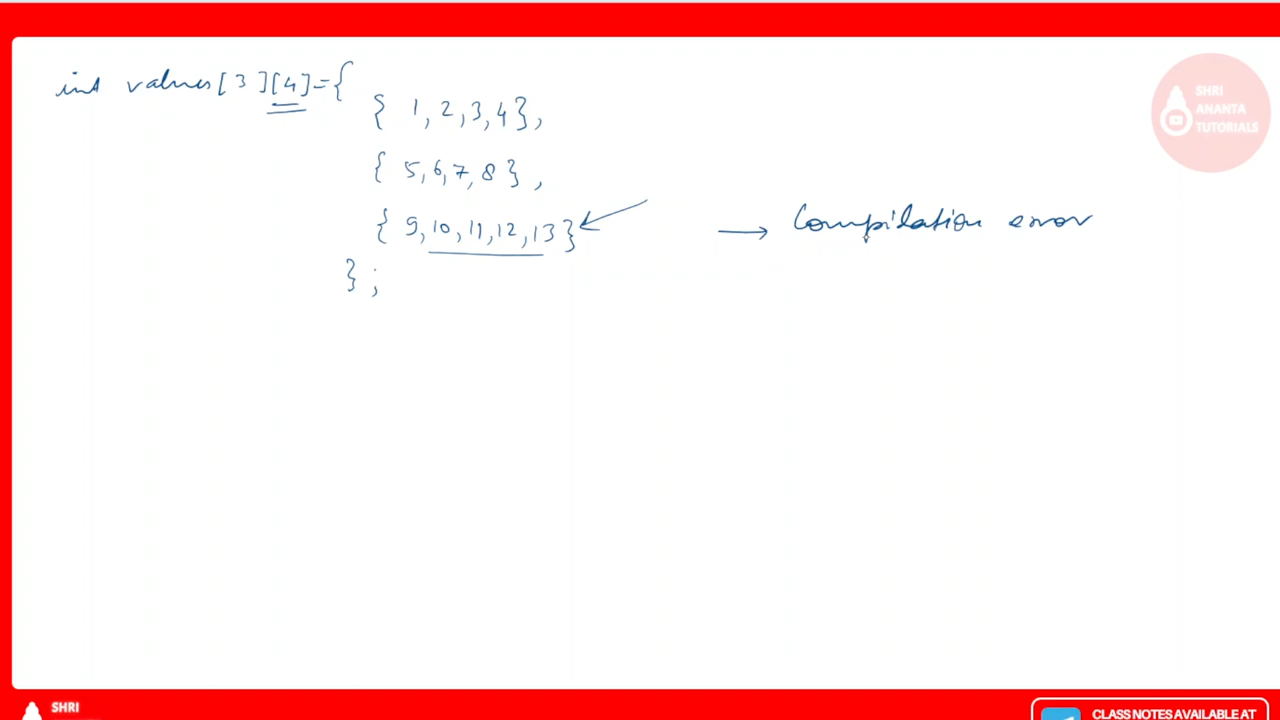 int values[3][4]={
{ 1, 2, 3, 4},
{ 5, 6, 7, 8} ,
{ 9, 10, 11, 12, 13} → Compilation error
} ;
SHRI
ANANTA
TUTORIALS
SHRI
CLASS NOTES AVAILABLE AT